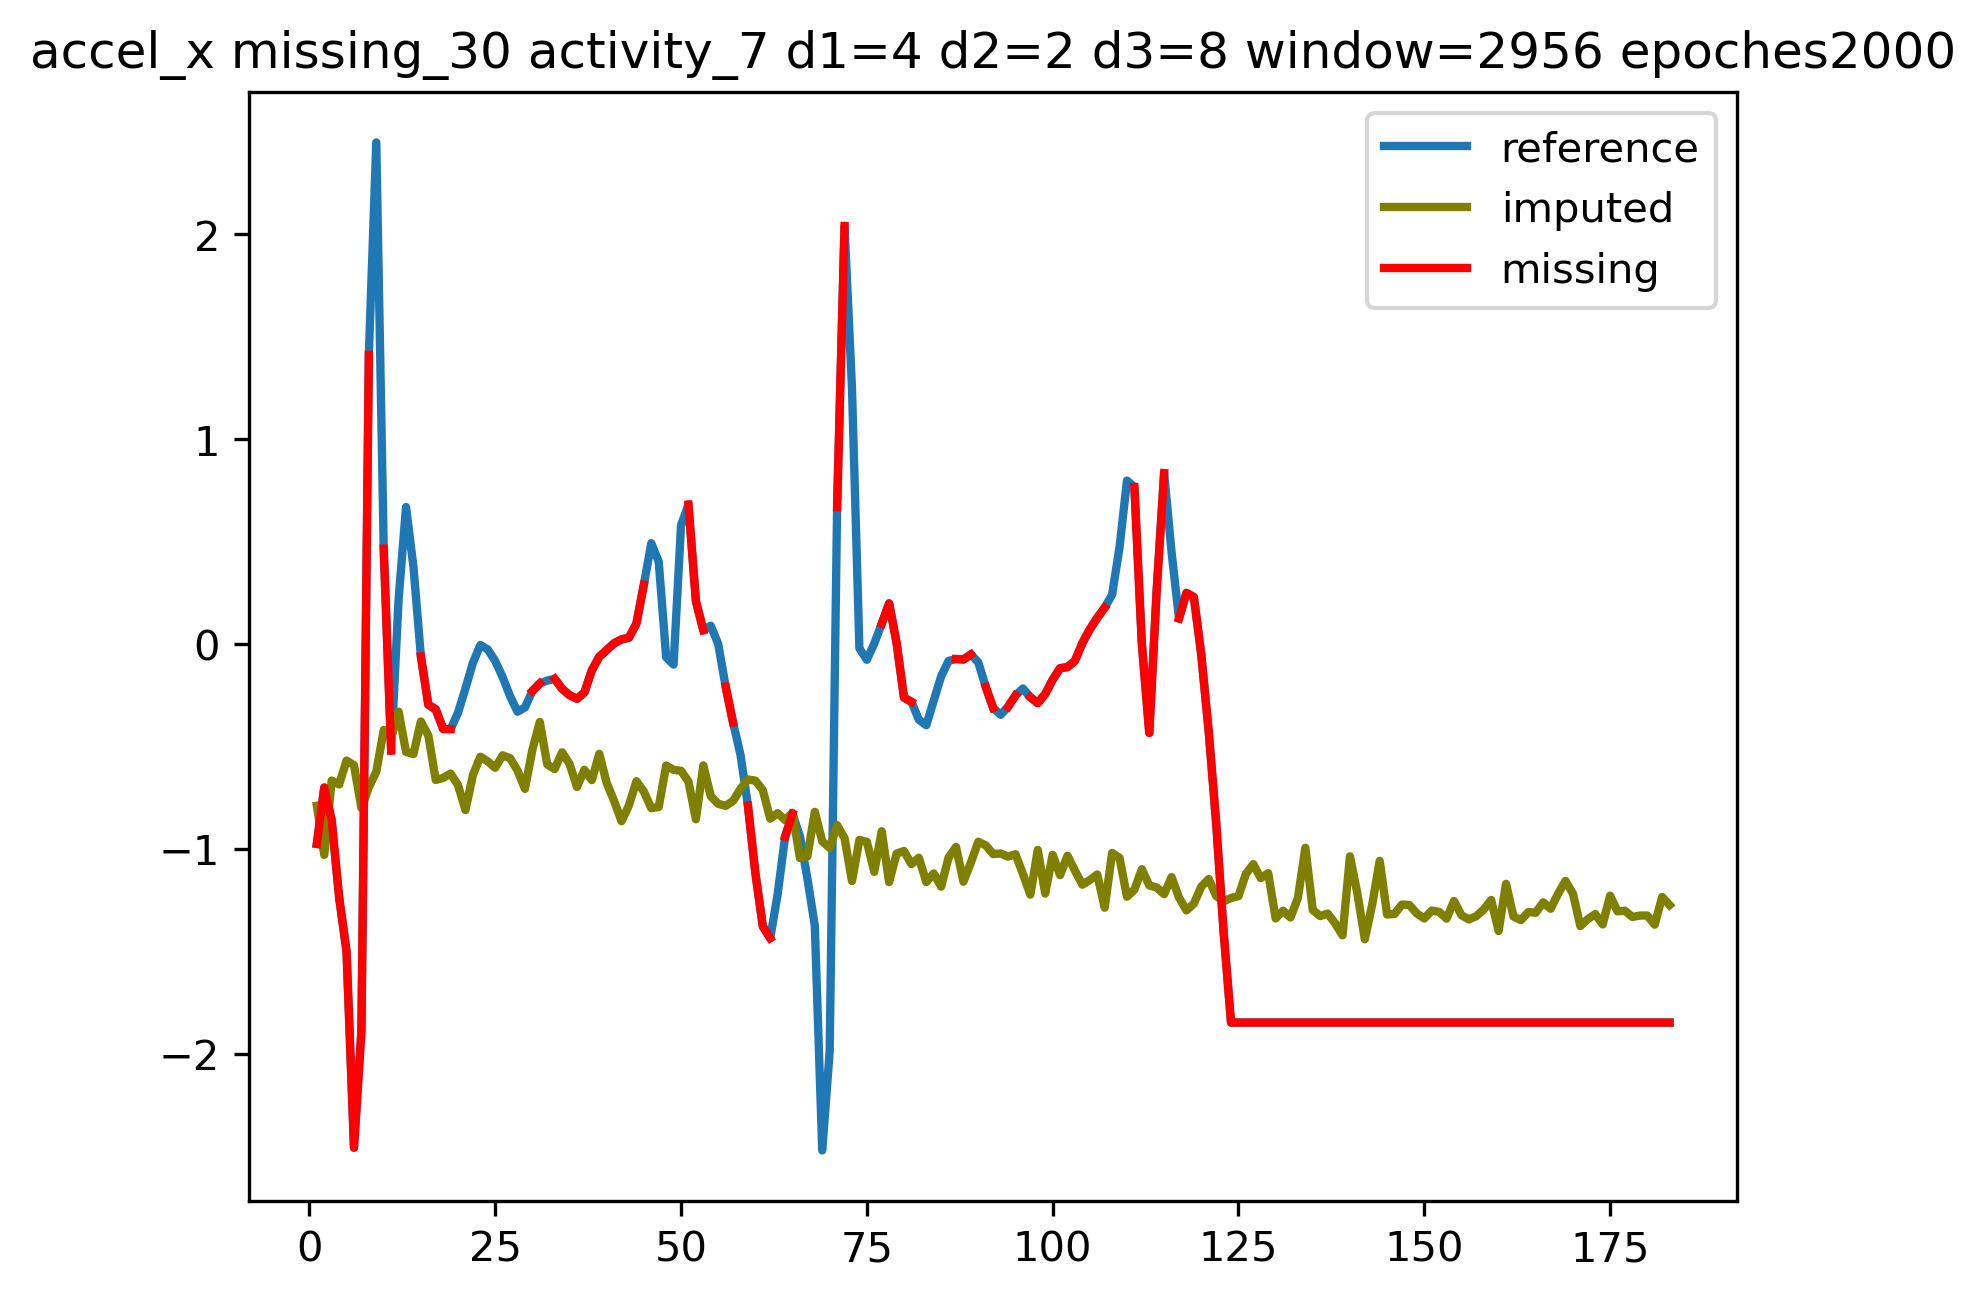 accel_x missing_30 activity_7 d1=4 d2=2 d3=8 window=2956 epoches2000
reference
imputed
missing
2
1
0
−1
−2
0 25 50 75 100 125 150 175